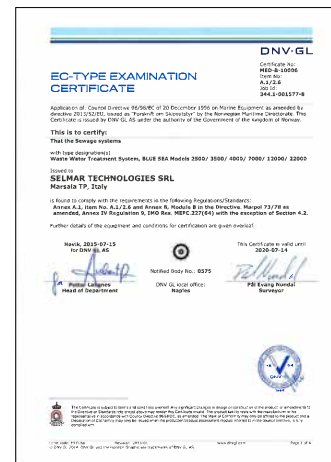 DNV·GL
Certificate No:
MED-B-10006
Item No:
A.1/2.6
Job Id:
344.1-001577-8
EC-TYPE EXAMINATION
CERTIFICATE
Application of: Council Directive 96/98/EC of 20 December 1996 on Marine Equipment as amended by
directive 2013/52/EU, issued as "Forskrift om Skipsutstyr" by the Norwegian Maritime Directorate. This
Certificate is issued by DNV GL AS under the authority of the Government of the Kingdom of Norway.
This is to certify:
That the Sewage systems
with type designation(s)
Waste Water Treatment System, BLUE SEA Models 2500/ 3500/ 4000/ 7000/ 12000/ 22000
Issued to
SELMAR TECHNOLOGIES SRL
Marsala TP, Italy
is found to comply with the requirements in the following Regulations/Standards:
Annex A.1, item No. A.1/2.6 and Annex B, Module B in the Directive. Marpol 73/78 as
amended, Annex IV Regulation 9, IMO Res. MEPC.227(64) with the exception of Section 4.2.
Further details of the equipment and conditions for certification are given overleaf.
Høvik, 2015-07-15
for DNV GL AS
This Certificate is valid until
2020-07-14
Notified Body No.: 0575
Head of Department
DNV GL local office:
Naples
Pål Evang Nundal
Surveyor
www.dnvgl.com
Page 1 of 4